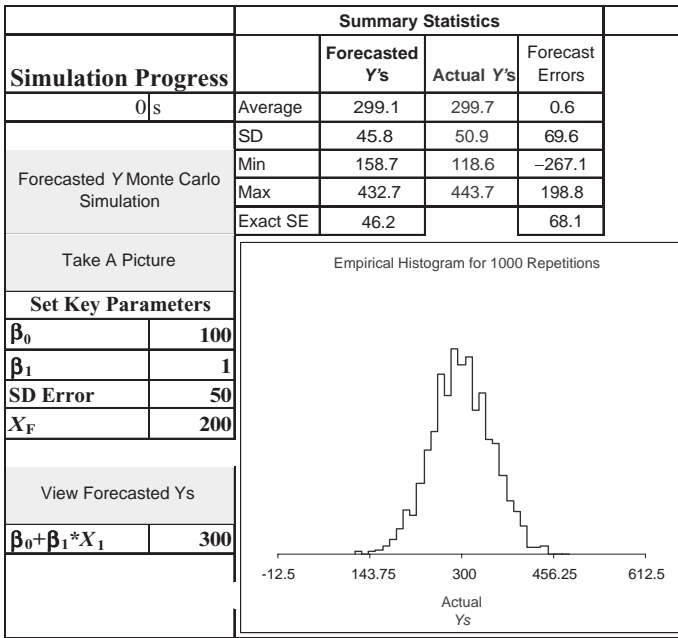 Summary Statistics
Simulation Progress
Forecasted Y's Actual Y's Forecast Errors
0 s
Average 299.1 299.7 0.6
SD 45.8 50.9 69.6
Min 158.7 118.6 –267.1
Max 432.7 443.7 198.8
Exact SE 46.2 68.1
Forecasted Y Monte Carlo
Simulation
Take A Picture
Set Key Parameters
β0 100
β1 1
SD Error 50
XF 200
View Forecasted Ys
β0+β1*X1 300
Empirical Histogram for 1000 Repetitions
-12.5 143.75 300 456.25 612.5
Actual
Ys